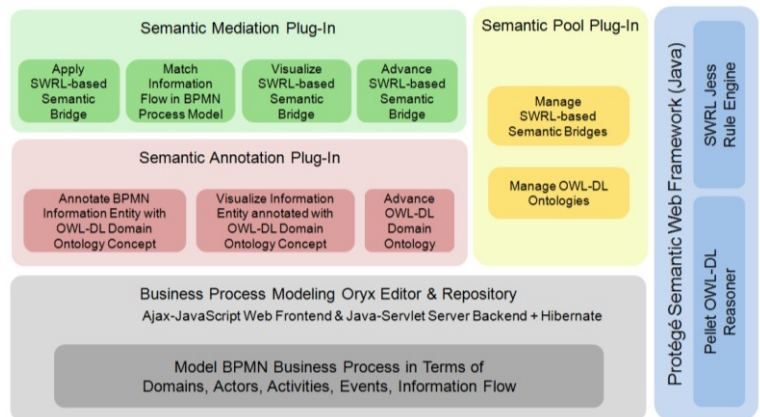 Semantic Mediation Plug-In
Apply
SWRL-based
Semantic
Bridge
Match
Information
Flow in BPMN
Process Model
Visualize
SWRL-based
Semantic
Bridge
Advance
SWRL-based
Semantic
Bridge
Semantic Annotation Plug-In
Annotate BPMN
Information Entity with
OWL-DL Domain
Ontology Concept
Visualize Information
Entity annotated with
OWL-DL Domain
Ontology Concept
Advance
OWL-DL
Domain
Ontology
Semantic Pool Plug-In
Manage
SWRL-based
Semantic Bridges
Manage OWL-DL
Ontologies
Business Process Modeling Oryx Editor & Repository
Ajax-JavaScript Web Frontend & Java-Servlet Server Backend + Hibernate
Model BPMN Business Process in Terms of
Domains, Actors, Activities, Events, Information Flow
Protégé Semantic Web Framework (Java)
SWRL Jess
Rule Engine
Pellet OWL-DL
Reasoner